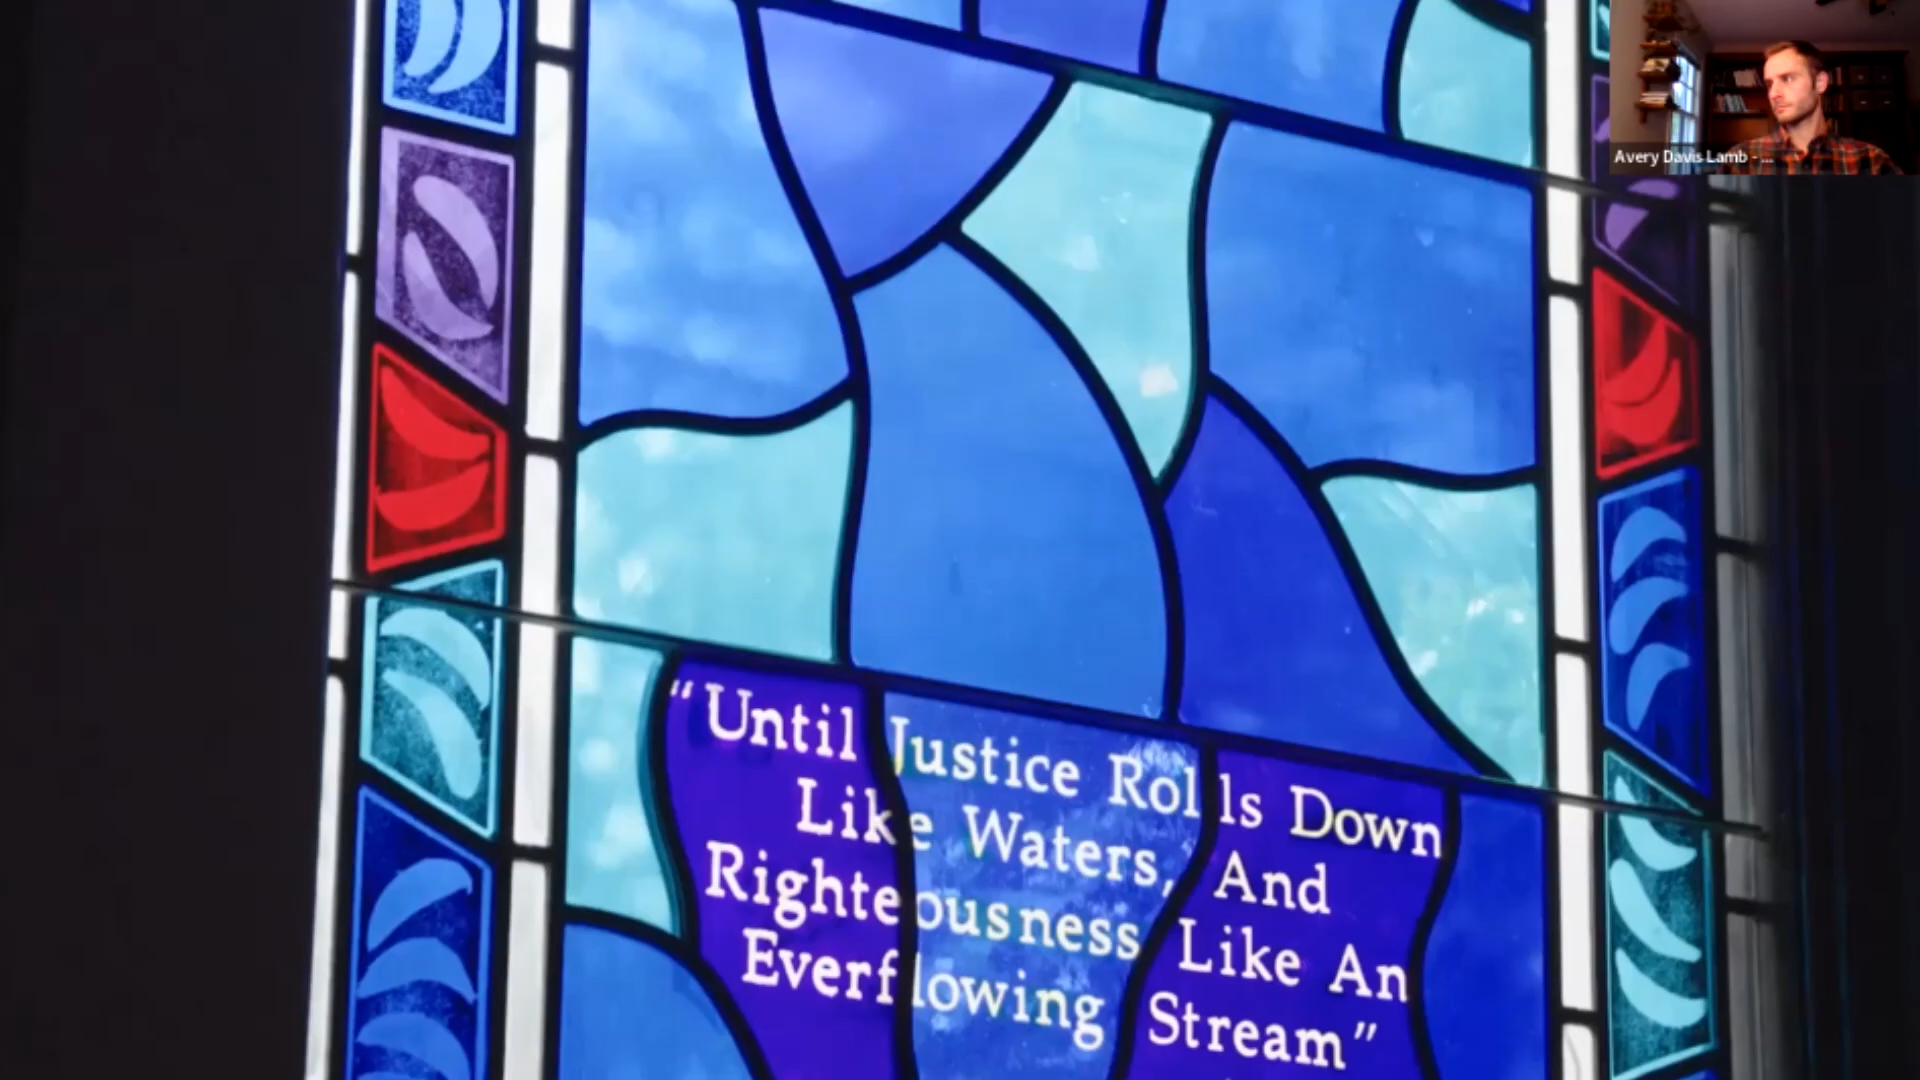 Avery Davis Lamb - ...
“Until Justice Rolls Down
Like Waters, And
Righteousness Like An
Everflowing Stream”